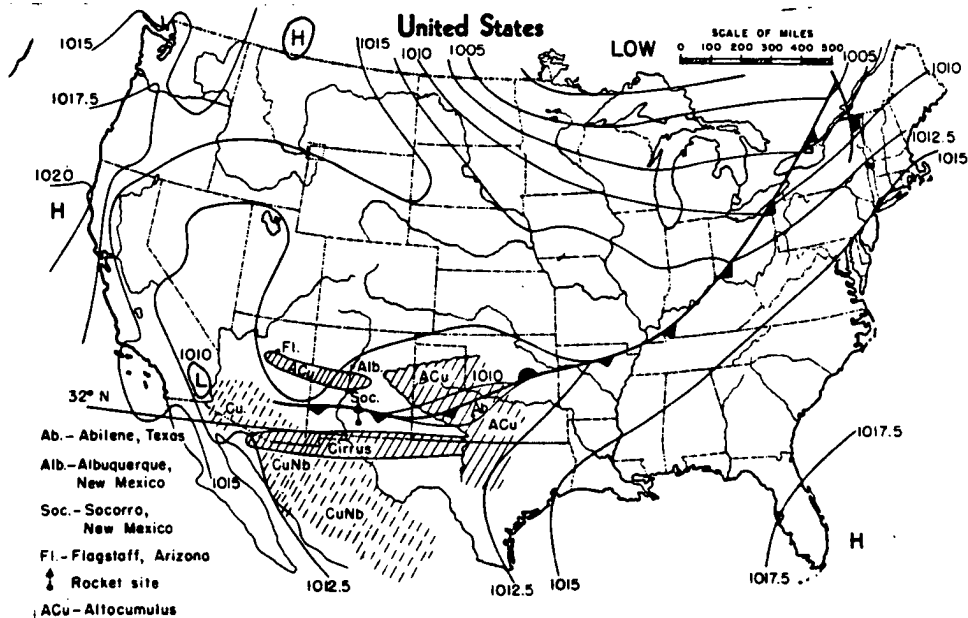 United States
1015
H
1015
1010
1005
LOW
SCALE OF MILES
0 100 200 300 400 500
1005
1010
1017.5
1012.5
1015
1020
H
1010
L
Fl.
ACu
Alb.
ACu
1010
Soc.
Ab.
ACu
32° N
Cu
Cirrus
CuNb
CuNb
1015
1017.5
Ab.- Abilene, Texas
Alb.-Albuquerque,
New Mexico
Soc.-Socorro,
New Mexico
Fl.-Flagstaff, Arizona
Rocket site
ACu-Altocumulus
H
1012.5
1012.5
1015
1017.5